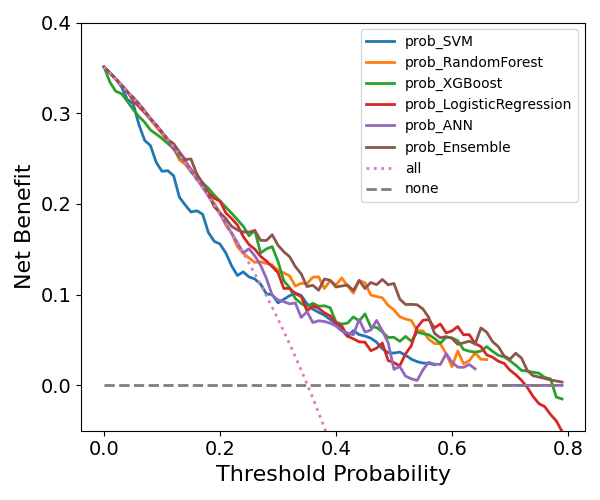 prob_SVM
prob_RandomForest
prob_XGBoost
prob_LogisticRegression
prob_ANN
prob_Ensemble
all
none
Net Benefit
0.4
0.3
0.2
0.1
0.0
0.0 0.2 0.4 0.6 0.8
Threshold Probability